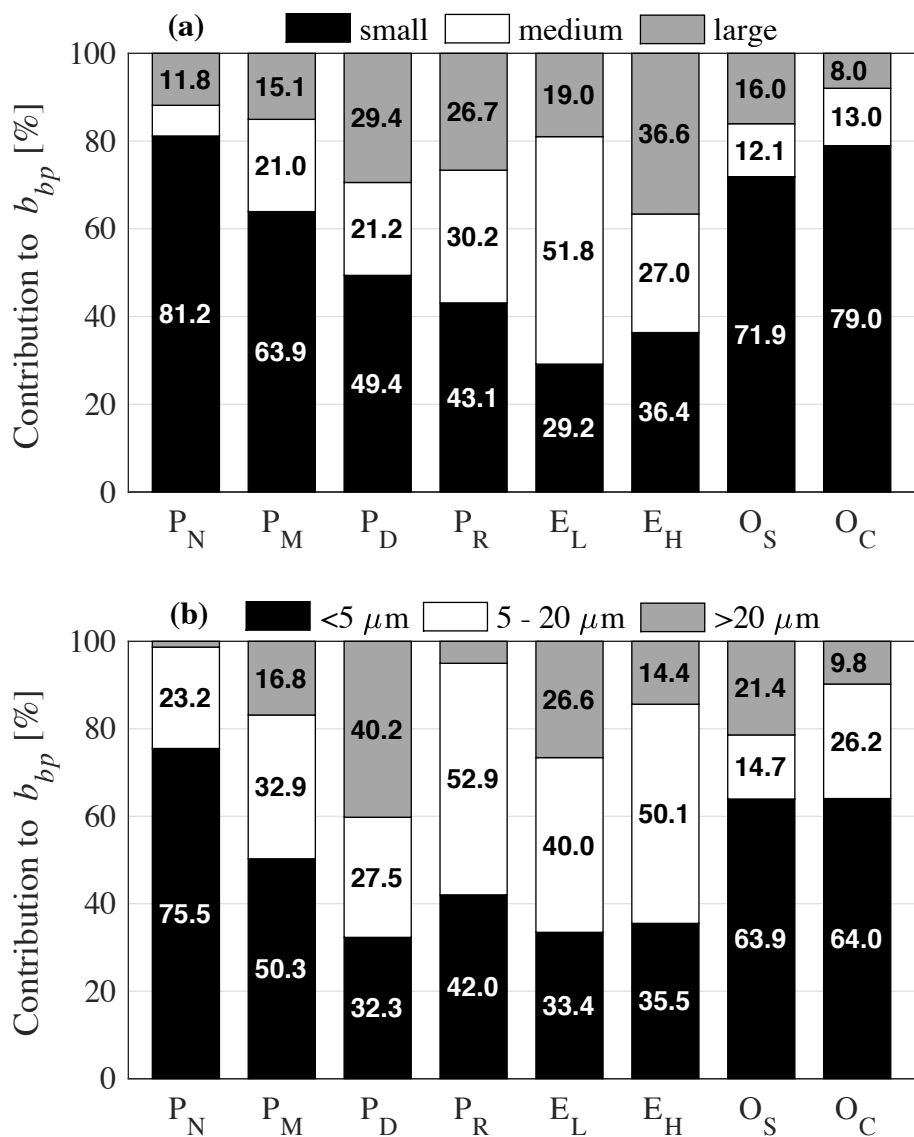 (a) small medium large
Contribution to b_bp [%]
100
80
60
40
20
0
11.8 15.1 29.4 26.7 19.0 36.6 16.0 8.0
21.0 21.2 30.2 51.8 27.0 12.1 13.0
81.2 63.9 49.4 43.1 29.2 36.4 71.9 79.0
P_N P_M P_D P_R E_L E_H O_S O_C
(b) <5 μm 5 - 20 μm >20 μm
Contribution to b_bp [%]
100
80
60
40
20
0
16.8 40.2 26.6 14.4 21.4 9.8
23.2 32.9 27.5 52.9 40.0 50.1 14.7 26.2
75.5 50.3 32.3 42.0 33.4 35.5 63.9 64.0
P_N P_M P_D P_R E_L E_H O_S O_C